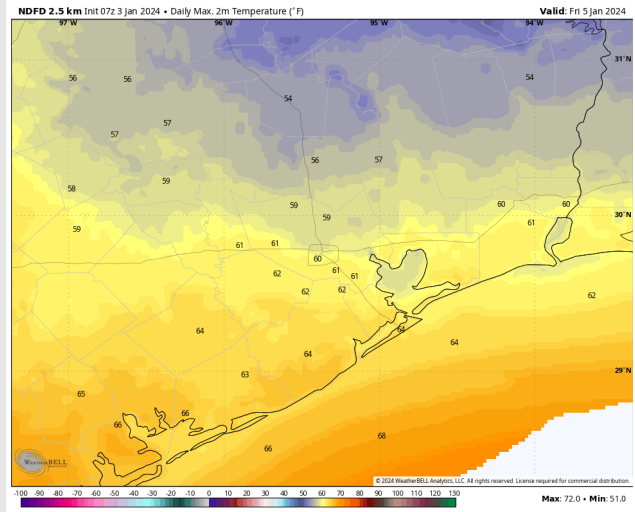 NDFD 2.5 km Init 07z 3 Jan 2024 • Daily Max. 2m Temperature (°F)
Valid: Fri 5 Jan 2024
97°W 96°W 95°W 94°W
31°N
56 56 54 54
57 57
56 57
58 59
59 60 60
59 59 61
30°N
61 61
60
62 61 61
62 62 62
64 64 64
64
63
29°N
65
66 66
68
66
WeatherBELL
© 2024 WeatherBELL Analytics, LLC. All rights reserved. License required for commercial distribution.
-100 -90 -80 -70 -60 -50 -40 -30 -20 -10 0 10 20 30 40 50 60 70 80 90 100 110 120 130
Max: 72.0 • Min: 51.0